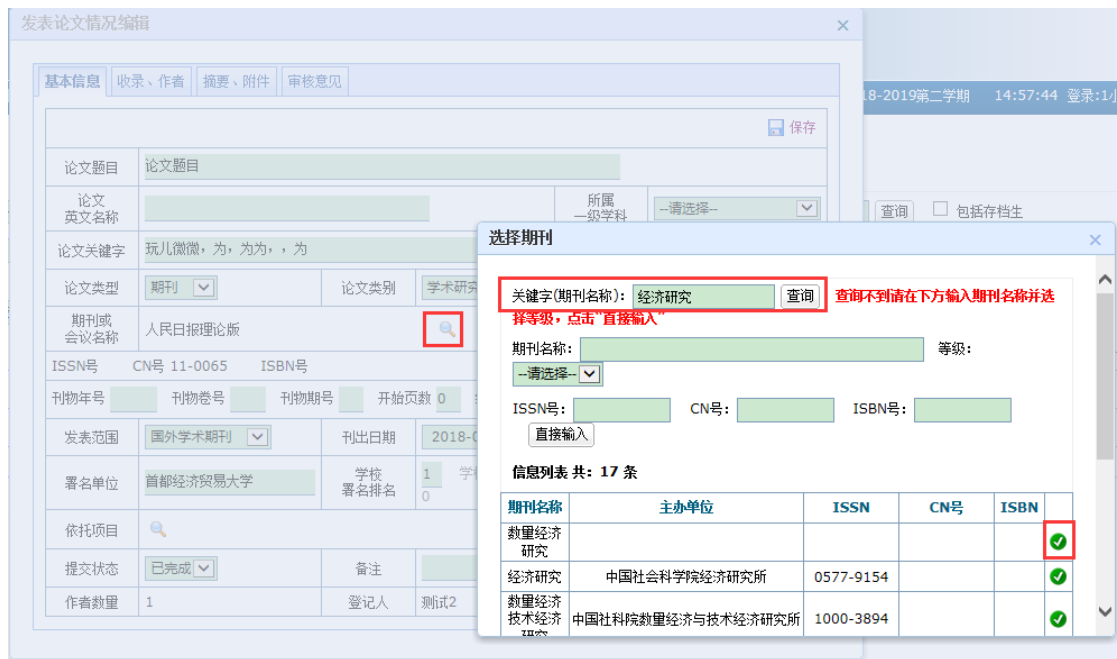 发表论文情况编辑
基本信息 收录、作者 摘要、附件 审核意见
18-2019第二学期 14:57:44 登录:1小
保存
论文题目 论文题目
论文
英文名称
所属
一级学科
--请选择--
查询 包括存档生
论文关键字 玩儿微微，为，为为，，为
论文类型 期刊 论文类别 学术研究
期刊或
会议名称
人民日报理论版
ISSN号 CN号 11-0065 ISBN号
刊物年号 刊物卷号 刊物期号 开始页数 0
发表范围 国外学术期刊 刊出日期 2018-0
署名单位 首都经济贸易大学
学校
署名排名
1 学
0
依托项目
提交状态 已完成 备注
作者数量 1 登记人 测试2
选择期刊
关键字(期刊名称)： 经济研究 查询 查询不到请在下方输入期刊名称并选
择等级，点击"直接输入"
期刊名称： 等级：
--请选择--
ISSN号： CN号： ISBN号：
直接输入
信息列表 共：17 条
期刊名称 主办单位 ISSN CN号 ISBN
数量经济
研究
经济研究 中国社会科学院经济研究所 0577-9154
数量经济
技术经济 中国社科院数量经济与技术经济研究所 1000-3894
研究